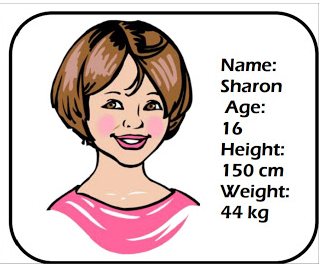 Name:
Sharon
Age:
16
Height:
150 cm
Weight:
44 kg